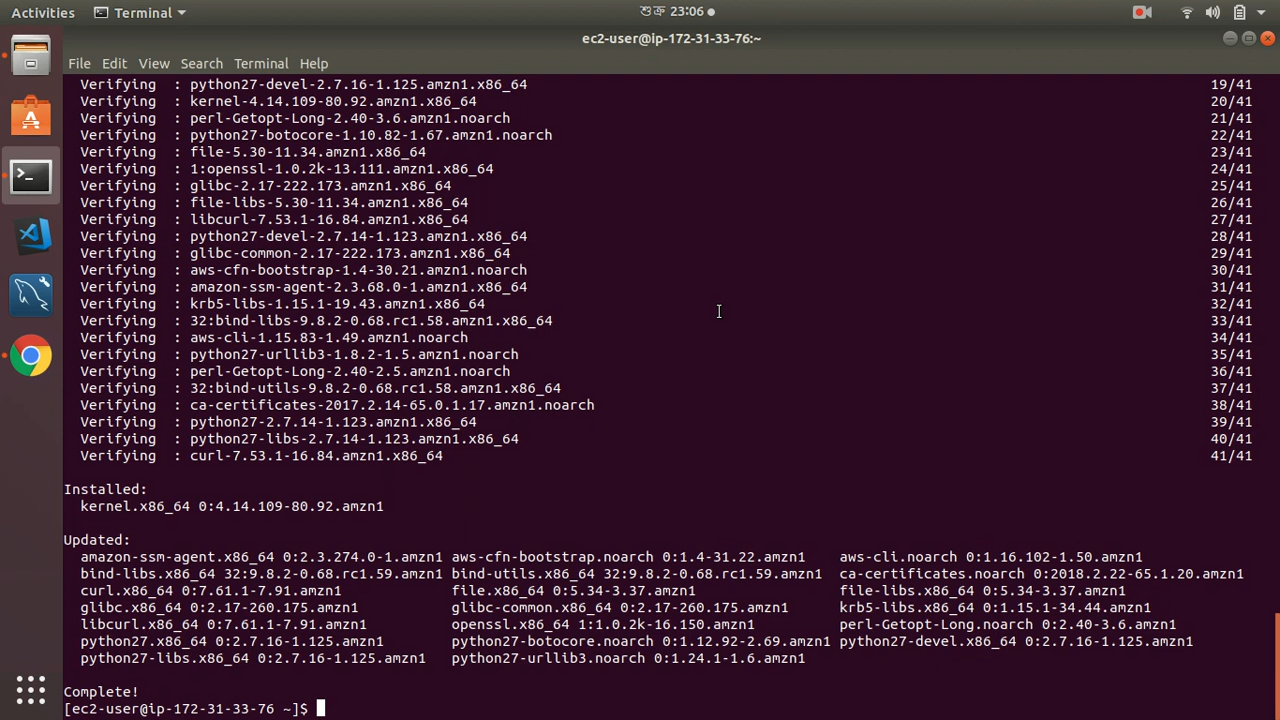 Activities Terminal শুক্র 23:06
ec2-user@ip-172-31-33-76:~
File Edit View Search Terminal Help
Verifying : python27-devel-2.7.16-1.125.amzn1.x86_64 19/41
Verifying : kernel-4.14.109-80.92.amzn1.x86_64 20/41
Verifying : perl-Getopt-Long-2.40-3.6.amzn1.noarch 21/41
Verifying : python27-botocore-1.10.82-1.67.amzn1.noarch 22/41
Verifying : file-5.30-11.34.amzn1.x86_64 23/41
Verifying : 1:openssl-1.0.2k-13.111.amzn1.x86_64 24/41
Verifying : glibc-2.17-222.173.amzn1.x86_64 25/41
Verifying : file-libs-5.30-11.34.amzn1.x86_64 26/41
Verifying : libcurl-7.53.1-16.84.amzn1.x86_64 27/41
Verifying : python27-devel-2.7.14-1.123.amzn1.x86_64 28/41
Verifying : glibc-common-2.17-222.173.amzn1.x86_64 29/41
Verifying : aws-cfn-bootstrap-1.4-30.21.amzn1.noarch 30/41
Verifying : amazon-ssm-agent-2.3.68.0-1.amzn1.x86_64 31/41
Verifying : krb5-libs-1.15.1-19.43.amzn1.x86_64 32/41
Verifying : 32:bind-libs-9.8.2-0.68.rc1.58.amzn1.x86_64 33/41
Verifying : aws-cli-1.15.83-1.49.amzn1.noarch 34/41
Verifying : python27-urllib3-1.8.2-1.5.amzn1.noarch 35/41
Verifying : perl-Getopt-Long-2.40-2.5.amzn1.noarch 36/41
Verifying : 32:bind-utils-9.8.2-0.68.rc1.58.amzn1.x86_64 37/41
Verifying : ca-certificates-2017.2.14-65.0.1.17.amzn1.noarch 38/41
Verifying : python27-2.7.14-1.123.amzn1.x86_64 39/41
Verifying : python27-libs-2.7.14-1.123.amzn1.x86_64 40/41
Verifying : curl-7.53.1-16.84.amzn1.x86_64 41/41
Installed:
kernel.x86_64 0:4.14.109-80.92.amzn1
Updated:
amazon-ssm-agent.x86_64 0:2.3.274.0-1.amzn1 aws-cfn-bootstrap.noarch 0:1.4-31.22.amzn1 aws-cli.noarch 0:1.16.102-1.50.amzn1
bind-libs.x86_64 32:9.8.2-0.68.rc1.59.amzn1 bind-utils.x86_64 32:9.8.2-0.68.rc1.59.amzn1 ca-certificates.noarch 0:2018.2.22-65.1.20.amzn1
curl.x86_64 0:7.61.1-7.91.amzn1 file.x86_64 0:5.34-3.37.amzn1 file-libs.x86_64 0:5.34-3.37.amzn1
glibc.x86_64 0:2.17-260.175.amzn1 glibc-common.x86_64 0:2.17-260.175.amzn1 krb5-libs.x86_64 0:1.15.1-34.44.amzn1
libcurl.x86_64 0:7.61.1-7.91.amzn1 openssl.x86_64 1:1.0.2k-16.150.amzn1 perl-Getopt-Long.noarch 0:2.40-3.6.amzn1
python27.x86_64 0:2.7.16-1.125.amzn1 python27-botocore.noarch 0:1.12.92-2.69.amzn1 python27-devel.x86_64 0:2.7.16-1.125.amzn1
python27-libs.x86_64 0:2.7.16-1.125.amzn1 python27-urllib3.noarch 0:1.24.1-1.6.amzn1
Complete!
[ec2-user@ip-172-31-33-76 ~]$